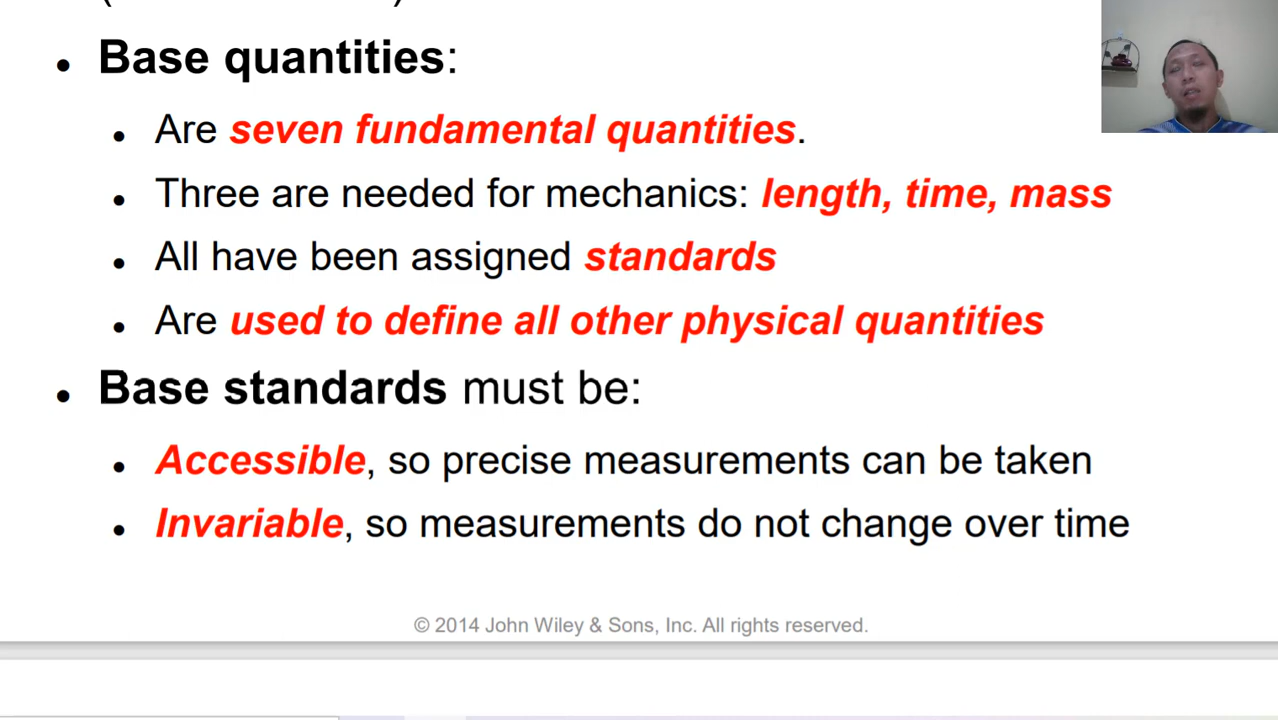 Base quantities:
Are seven fundamental quantities.
Three are needed for mechanics: length, time, mass
All have been assigned standards
Are used to define all other physical quantities
Base standards must be:
Accessible, so precise measurements can be taken
Invariable, so measurements do not change over time
© 2014 John Wiley & Sons, Inc. All rights reserved.